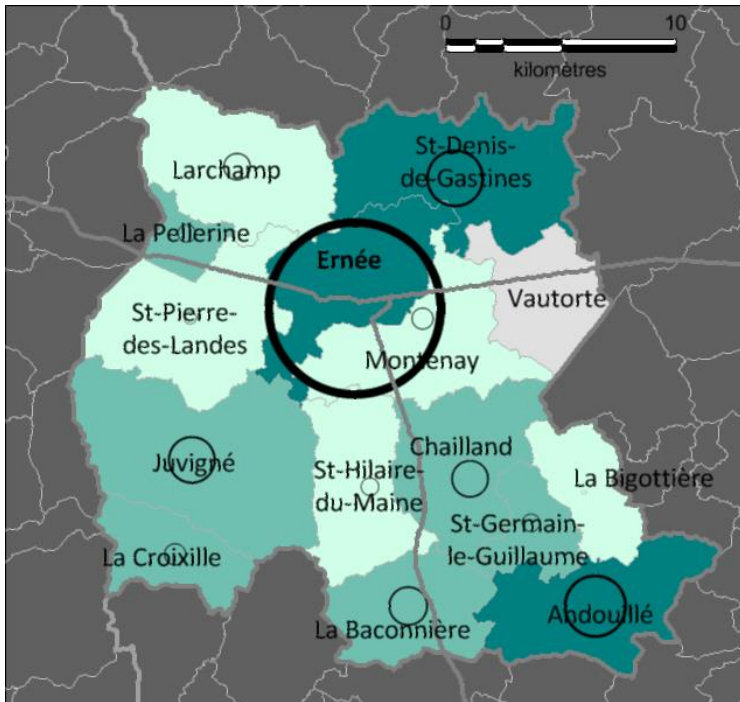 0 10
kilomètres
St-Denis-
de-Gastines
Larchamp
La Pellerine
Ernée
Vautorte
St-Pierre-
des-Landes
Montenay
Chailland
Juvigné
St-Hilaire-
du-Maine
La Bigottière
St-Germain-
le-Guillaume
La Croixille
Andouillé
La Baconnière